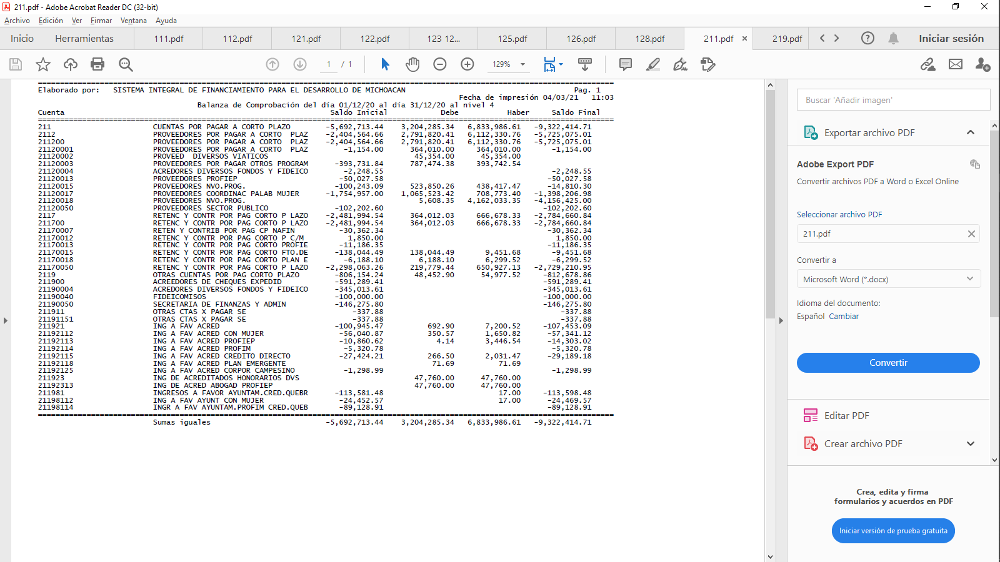 211.pdf - Adobe Acrobat Reader DC (32-bit)
Archivo Edición Ver Firmar Ventana Ayuda
Inicio Herramientas 111.pdf 112.pdf 121.pdf 122.pdf 123 12... 125.pdf 126.pdf 128.pdf 211.pdf 219.pdf Iniciar sesión
1 / 1 129%
Elaborado por: SISTEMA INTEGRAL DE FINANCIAMIENTO PARA EL DESARROLLO DE MICHOACAN Pag. 1
Fecha de impresión 04/03/21 11:03
Balanza de Comprobación del día 01/12/20 al día 31/12/20 al nivel 4
Cuenta Saldo Inicial Debe Haber Saldo Final
211 CUENTAS POR PAGAR A CORTO PLAZO -5,692,713.44 3,204,285.34 6,833,986.61 -9,322,414.71
2112 PROVEEDORES POR PAGAR A CORTO PLAZ -2,404,564.66 2,791,820.41 6,112,330.76 -5,725,075.01
211200 PROVEEDORES POR PAGAR A CORTO PLAZ -2,404,564.66 2,791,820.41 6,112,330.76 -5,725,075.01
21120001 PROVEEDORES POR PAGAR A CORTO PLAZ -1,154.00 364,010.00 364,010.00 -1,154.00
21120002 PROVEED DIVERSOS VIATICOS 45,354.00 45,354.00
21120003 PROVEEDORES POR PAGAR OTROS PROGRAM -393,731.84 787,474.38 393,742.54
21120004 ACREDORES DIVERSOS FONDOS Y FIDEICO -2,248.55 -2,248.55
21120013 PROVEEDORES PROFIEP -50,027.58 -50,027.58
21120015 PROVEEDORES NVO.PROG. -100,243.09 523,850.26 438,417.47 -14,810.30
21120017 PROVEEDORES COORDINAC PALAB MUJER -1,754,957.00 1,065,523.42 708,773.40 -1,398,206.98
21120018 PROVEEDORES NVO.PROG. 5,608.35 4,162,033.35 -4,156,425.00
21120050 PROVEEDORES SECTOR PUBLICO -102,202.60 -102,202.60
2117 RETENC Y CONTR POR PAG CORTO P LAZO -2,481,994.54 364,012.03 666,678.33 -2,784,660.84
211700 RETENC Y CONTR POR PAG CORTO P LAZO -2,481,994.54 364,012.03 666,678.33 -2,784,660.84
21170007 RETEN Y CONTRIB POR PAG CP NAFIN -30,362.34 -30,362.34
21170012 RETENC Y CONTR POR PAG CORTO P C/M 1,850.00 1,850.00
21170013 RETENC Y CONTR POR PAG CORTO PROFIE -11,186.35 -11,186.35
21170015 RETENC Y CONTR POR PAG CORTO FTO.DE -138,044.49 138,044.49 9,451.68 -9,451.68
21170018 RETENC Y CONTR POR PAG CORTO PLAN E -6,188.10 6,188.10 6,299.52 -6,299.52
21170050 RETENC Y CONTR POR PAG CORTO P LAZO -2,298,063.26 219,779.44 650,927.13 -2,729,210.95
2119 OTRAS CUENTAS POR PAG CORTO PLAZO -806,154.24 48,452.90 54,977.52 -812,678.86
211900 ACREEDORES DE CHEQUES EXPEDID -591,289.41 -591,289.41
21190004 ACREDORES DIVERSOS FONDOS Y FIDEICO -345,013.61 -345,013.61
21190040 FIDEICOMISOS -100,000.00 -100,000.00
21190050 SECRETARIA DE FINANZAS Y ADMIN -146,275.80 -146,275.80
211911 OTRAS CTAS X PAGAR SE -337.88 -337.88
21191151 OTRAS CTAS X PAGAR SE -337.88 -337.88
211921 ING A FAV ACRED -100,945.47 692.90 7,200.52 -107,453.09
21192112 ING A FAV ACRED CON MUJER -56,040.87 350.57 1,650.82 -57,341.12
21192113 ING A FAV ACRED PROFIEP -10,860.62 4.14 3,446.54 -14,303.02
21192114 ING A FAV ACRED PROFIM -5,320.78 -5,320.78
21192115 ING A FAV ACRED CREDITO DIRECTO -27,424.21 266.50 2,031.47 -29,189.18
21192118 ING A FAV ACRED PLAN EMERGENTE 71.69 71.69
21192125 ING A FAV ACRED CORPOR CAMPESINO -1,298.99 -1,298.99
211923 ING DE ACREDITADOS HONORARIOS DVS 47,760.00 47,760.00
21192313 ING DE ACRED ABOGAD PROFIEP 47,760.00 47,760.00
211981 INGRESOS A FAVOR AYUNTAM.CRED.QUEBR -113,581.48 17.00 -113,598.48
21198112 ING A FAV AYUNT CON MUJER -24,452.57 17.00 -24,469.57
21198114 INGR A FAV AYUNTAM.PROFIM CRED.QUEB -89,128.91 -89,128.91
Sumas iguales -5,692,713.44 3,204,285.34 6,833,986.61 -9,322,414.71
Buscar 'Añadir imagen'
Exportar archivo PDF
Adobe Export PDF
Convertir archivos PDF a Word o Excel Online
Seleccionar archivo PDF
211.pdf
Convertir a
Microsoft Word (*.docx)
Idioma del documento:
Español Cambiar
Convertir
Editar PDF
Crear archivo PDF
Crea, edita y firma
formularios y acuerdos en PDF
Iniciar versión de prueba gratuita